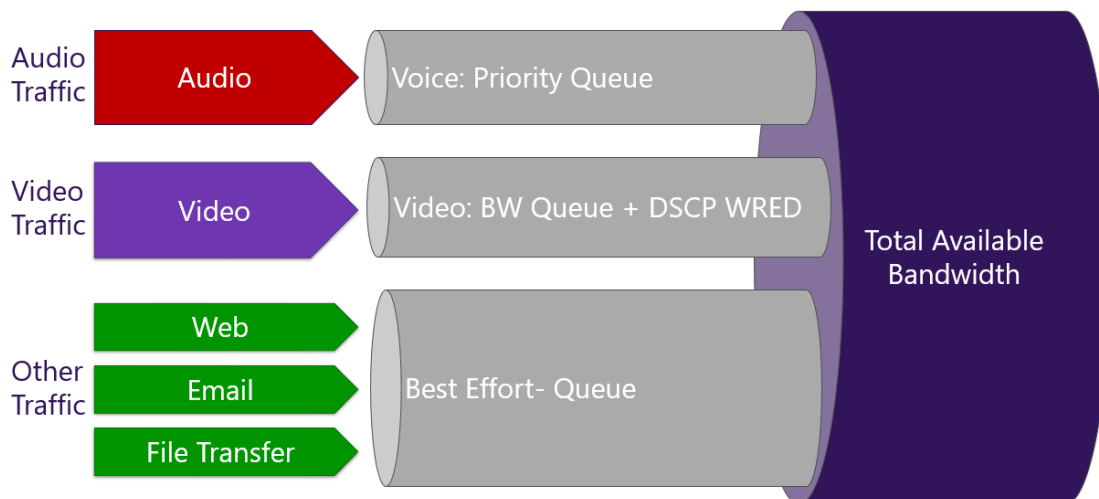 Audio
Traffic
Audio
Voice: Priority Queue
Video
Traffic
Video
Video: BW Queue + DSCP WRED
Total Available
Bandwidth
Other
Traffic
Web
Email
File Transfer
Best Effort- Queue